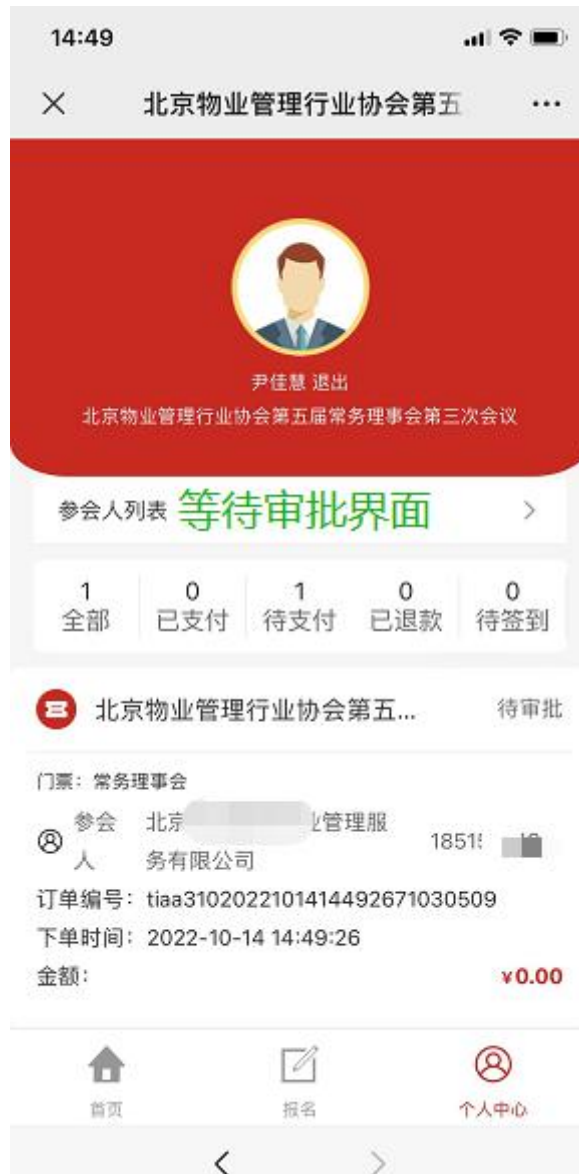 14:49
北京物业管理行业协会第五
尹佳慧 退出
北京物业管理行业协会第五届常务理事会第三次会议
参会人列表 等待审批界面
1 0 1 0 0
全部 已支付 待支付 已退款 待签到
北京物业管理行业协会第五... 待审批
门票：常务理事会
参会 北京 业管理服
人 务有限公司 1851
订单编号：tiaa3102022101414492671030509
下单时间：2022-10-14 14:49:26
金额： ¥0.00
首页 报名 个人中心